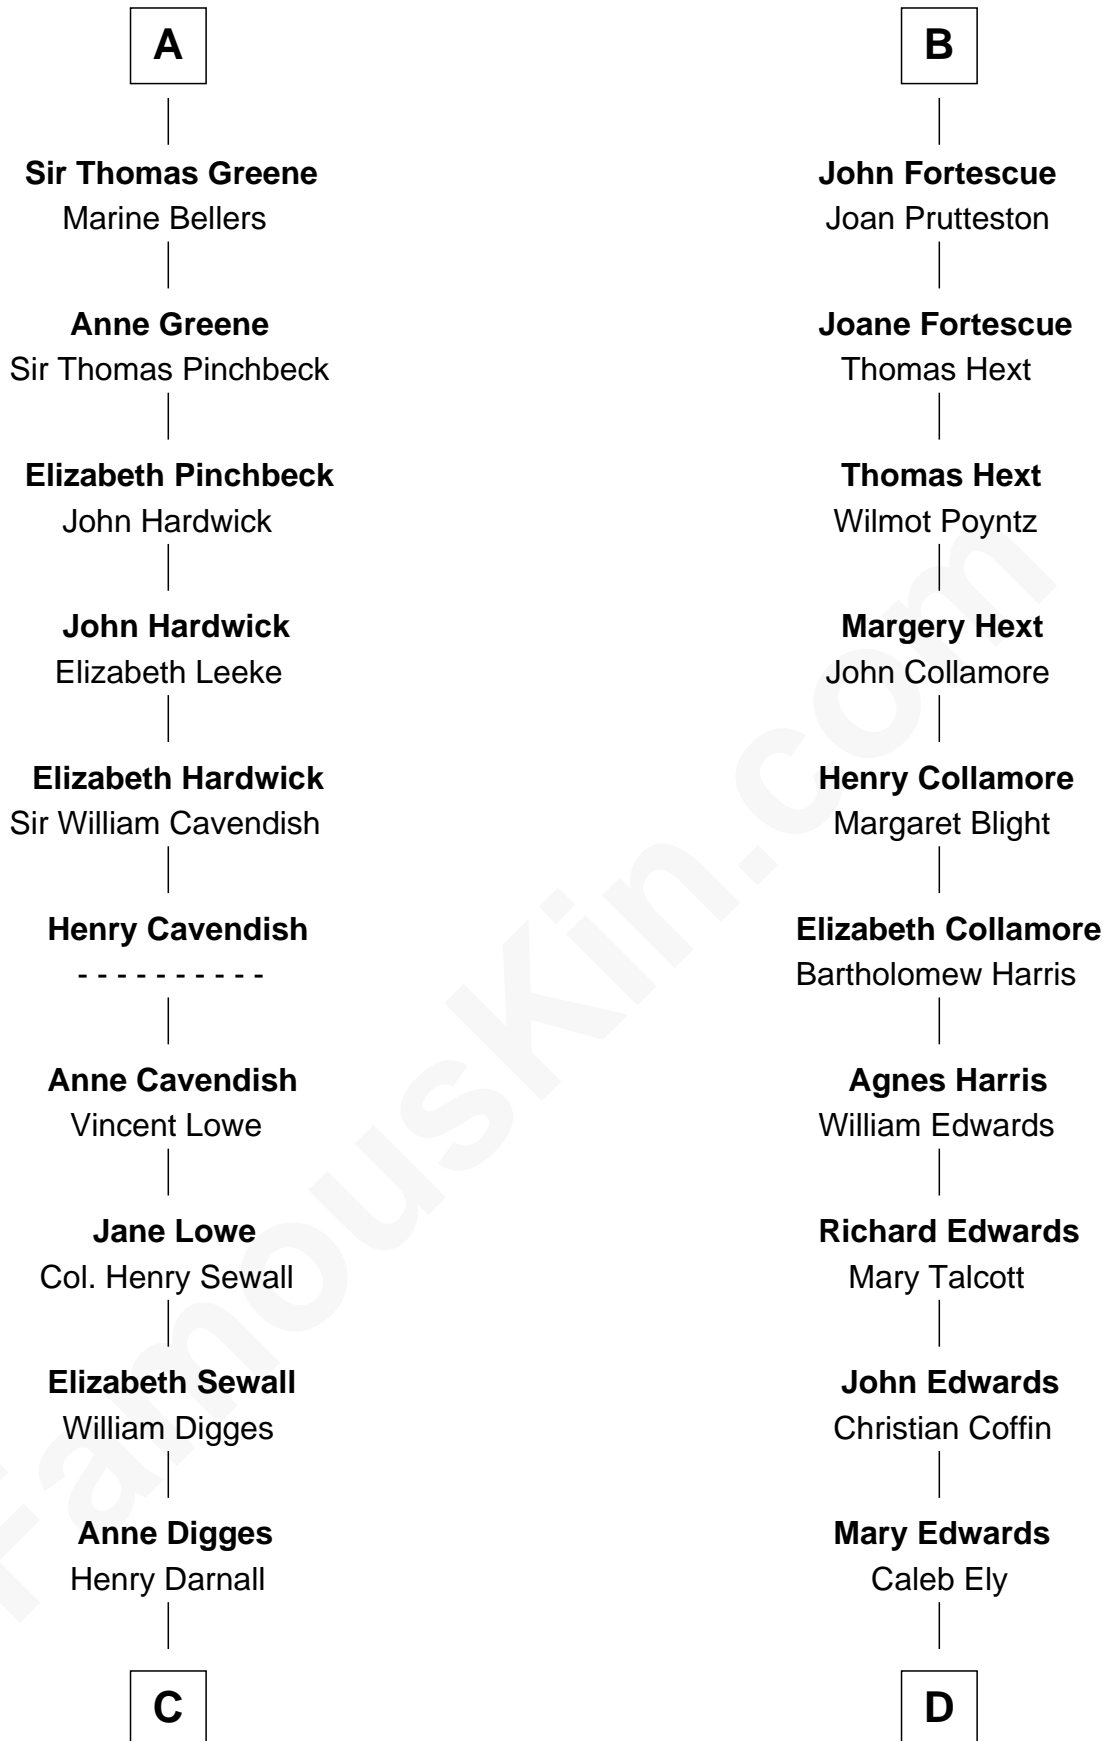 A
Sir Thomas Greene
Marine Bellers
Anne Greene
Sir Thomas Pinchbeck
Elizabeth Pinchbeck
John Hardwick
John Hardwick
Elizabeth Leeke
Elizabeth Hardwick
Sir William Cavendish
Henry Cavendish
- - - - - - - - - -
Anne Cavendish
Vincent Lowe
Jane Lowe
Col. Henry Sewall
Elizabeth Sewall
William Digges
Anne Digges
Henry Darnall
C
B
John Fortescue
Joan Prutteston
Joane Fortescue
Thomas Hext
Thomas Hext
Wilmot Poyntz
Margery Hext
John Collamore
Henry Collamore
Margaret Blight
Elizabeth Collamore
Bartholomew Harris
Agnes Harris
William Edwards
Richard Edwards
Mary Talcott
John Edwards
Christian Coffin
Mary Edwards
Caleb Ely
D
FamousKin.com